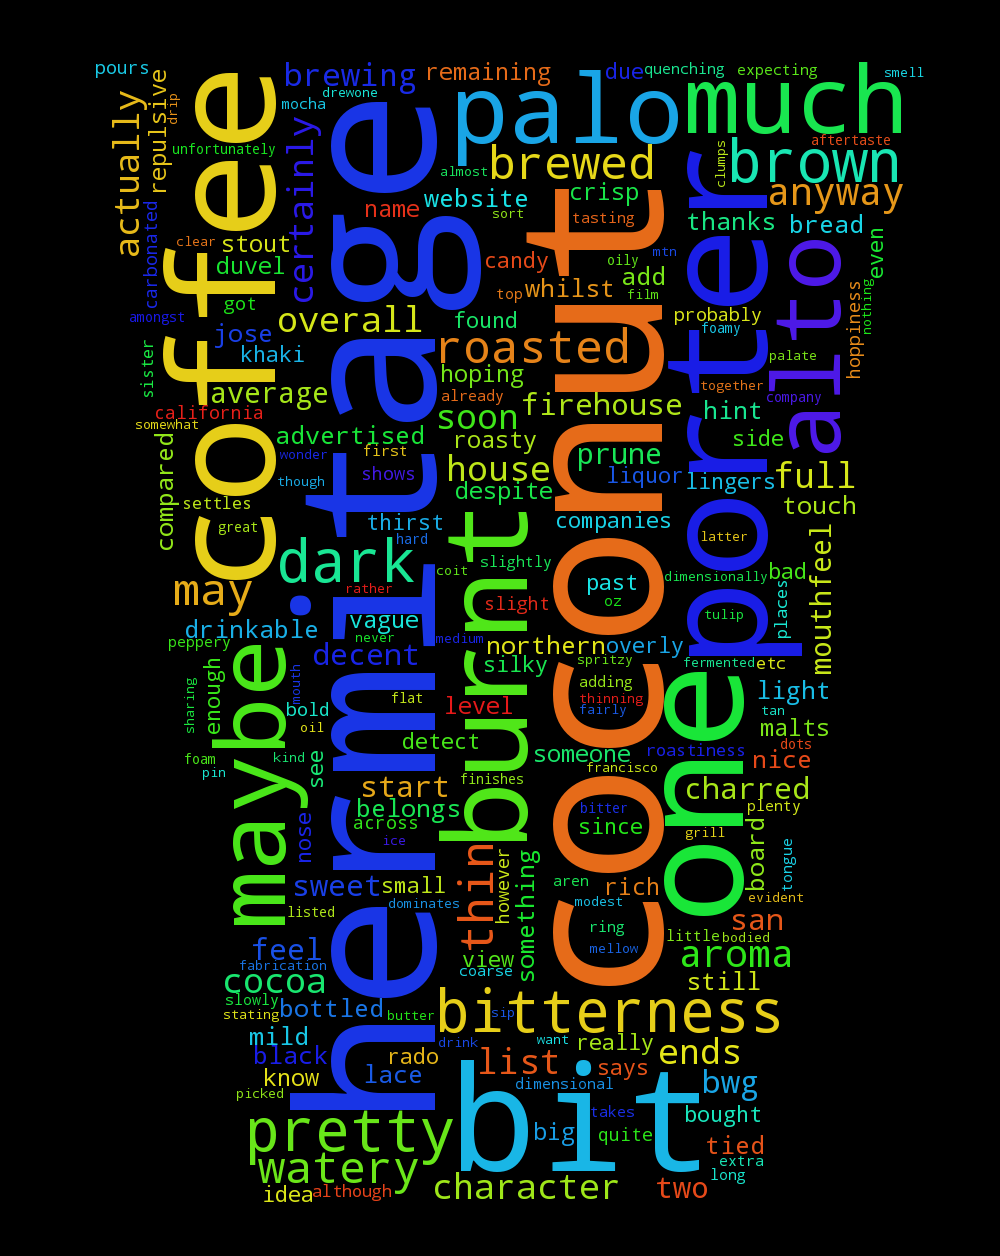 pours
brewing
remaining
due
quenching
expecting
smell
coffee
actually
repulsive
drip
mocha
drewone
palo
much
unfortunately
certainly
hermitage
almost
brewed
clumps
aftertaste
brown
anyway
carbonated
clear
stout
name
website
sort
crisp
tasting
thanks
bread
even
duvel
candy
oily
mtn
add
amongst
got
top
whilst
film
hoppiness
nothing
overall
found
probably
foamy
alto
jose
khaki
roasted
coconut
porter
palate
sister
average
hoping
already
together
company
california
somewhat
soon
firehouse
hint
advertised
first
roasty
side
compared
wonder
shows
house
prune
liquor
lingers
full
though
despite
settles
great
thirst
hard
burnt
companies
touch
latter
dark
coit
slightly
past
dimensionally
bad
mouthfeel
may
rather
slight
oz
tulip
places
drinkable
vague
never
medium
northern
overly
peppery
maybe
decent
silky
spritzy
fermented
etc
enough
mouth
flat
level
adding
thinning
fairly
light
tan
sharing
bold
oil
detect
someone
roastiness
malts
dots
foam
pin
kind
see
finishes
francisco
one
nice
start
belongs
across
bitter
charred
plenty
nose
ice
since
grill
board
tongue
sweet
small
thin
however
something
aren
rich
evident
listed
dominates
modest
ring
san
feel
fabrication
view
mellow
little
bodied
aroma
cocoa
coarse
still
slowly
stating
bottled
butter
sip
bitterness
mild
drink
want
really
black
rado
list
says
ends
know
lace
dimensional
bwg
picked
bit
takes
bought
pretty
big
quite
tied
watery
extra
long
idea
although
character
two